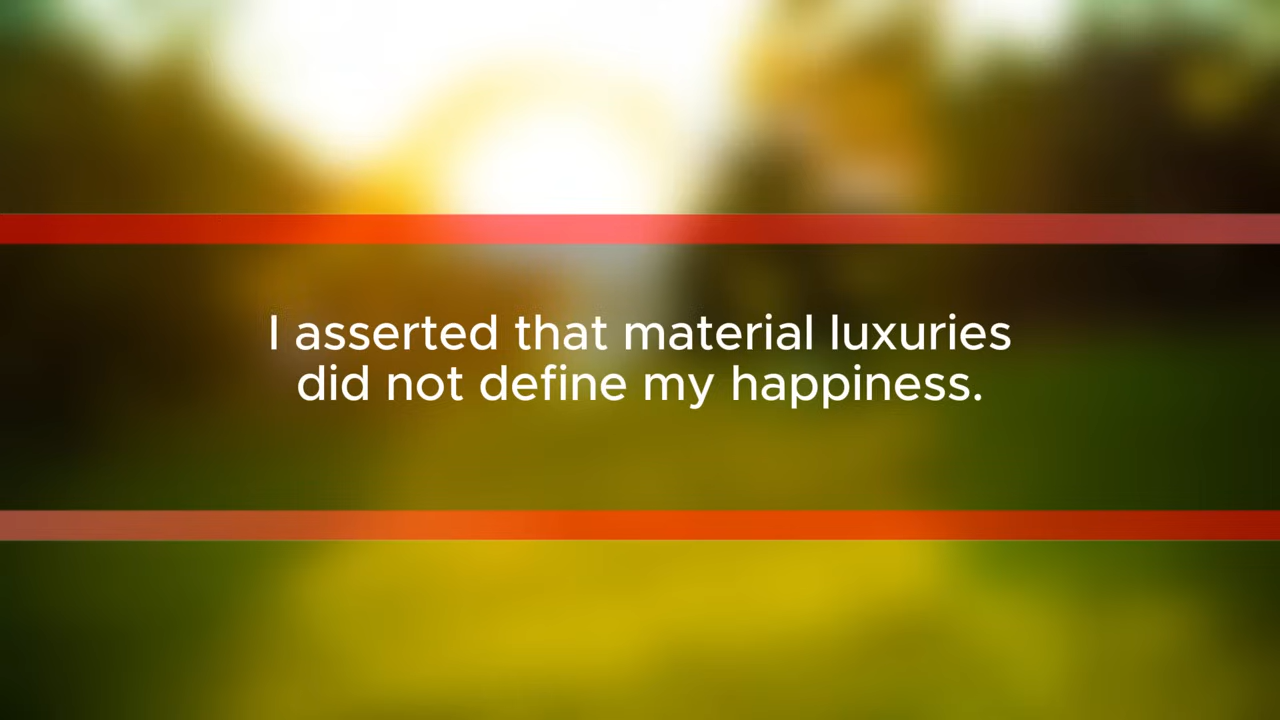 I asserted that material luxuries
did not define my happiness.